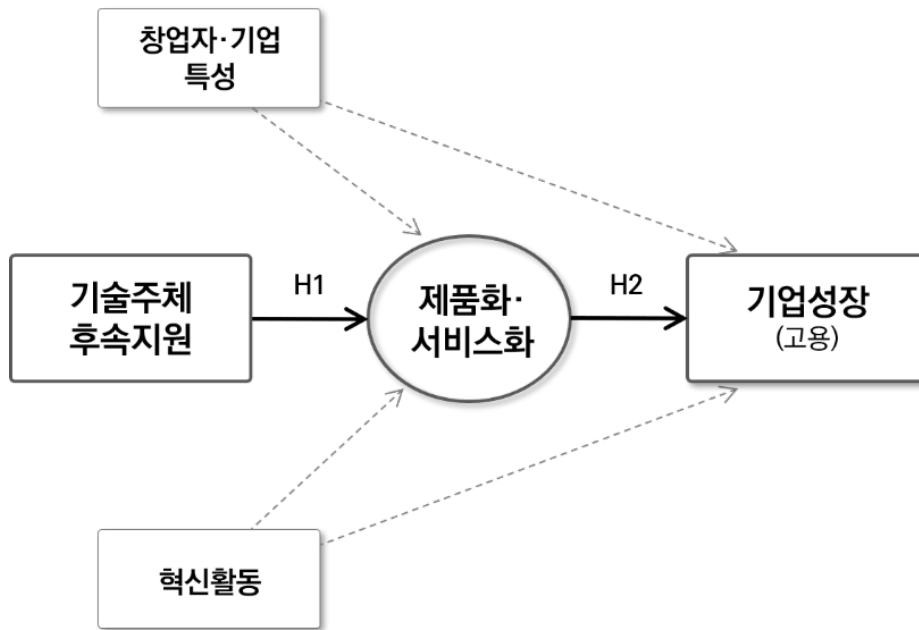 창업자·기업
특성
기술주체
후속지원
H1
제품화·
서비스화
H2
기업성장
(고용)
혁신활동